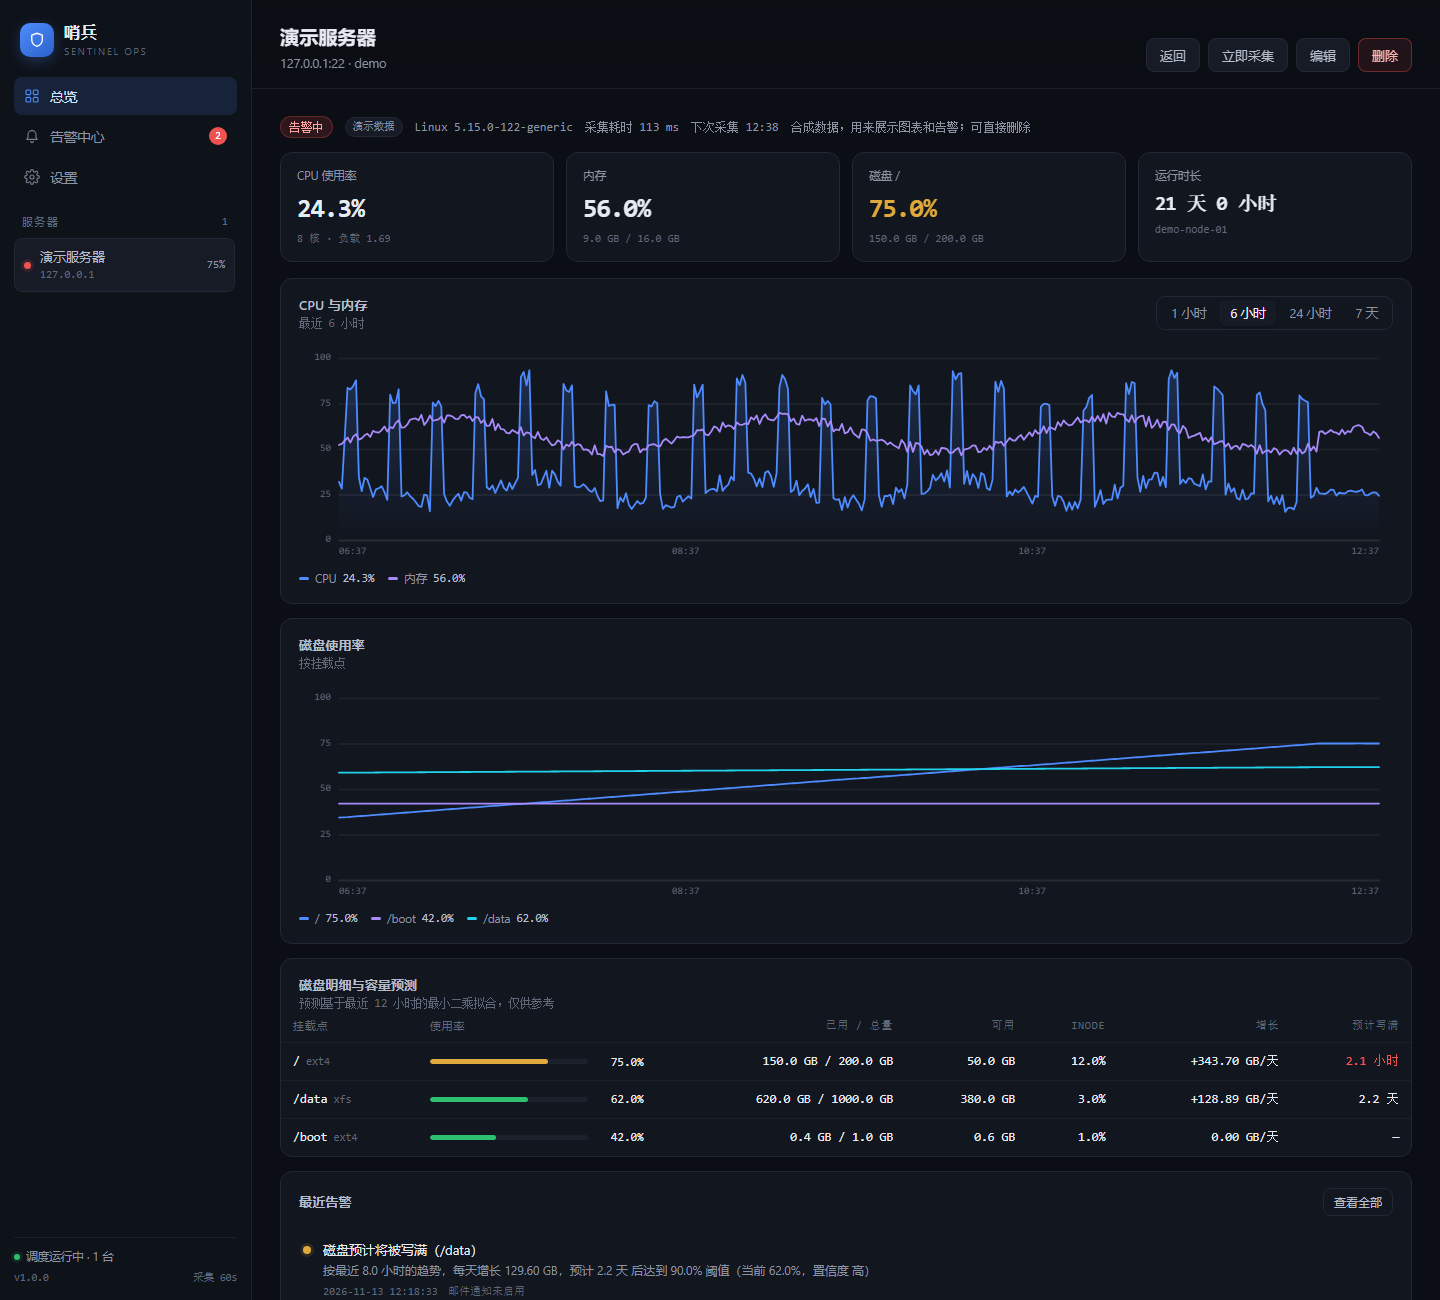 哨兵
SENTINEL OPS
总览
告警中心 2
设置
服务器 1
演示服务器
127.0.0.1
75%
调度运行中 · 1 台
v1.0.0 采集 60s
演示服务器
127.0.0.1:22 · demo
返回 立即采集 编辑 删除
告警中 演示数据 Linux 5.15.0-122-generic 采集耗时 113 ms 下次采集 12:38 合成数据，用来展示图表和告警；可直接删除
CPU 使用率
24.3%
8 核 · 负载 1.69
内存
56.0%
9.0 GB / 16.0 GB
磁盘 /
75.0%
150.0 GB / 200.0 GB
运行时长
21 天 0 小时
demo-node-01
CPU 与内存
最近 6 小时
1 小时 6 小时 24 小时 7 天
100
75
50
25
0
06:37 08:37 10:37 12:37
CPU 24.3% 内存 56.0%
磁盘使用率
按挂载点
100
75
50
25
0
06:37 08:37 10:37 12:37
/ 75.0% /boot 42.0% /data 62.0%
磁盘明细与容量预测
预测基于最近 12 小时的最小二乘拟合，仅供参考
挂载点 使用率 已用 / 总量 可用 INODE 增长 预计写满
/ ext4 75.0% 150.0 GB / 200.0 GB 50.0 GB 12.0% +343.70 GB/天 2.1 小时
/data xfs 62.0% 620.0 GB / 1000.0 GB 380.0 GB 3.0% +128.89 GB/天 2.2 天
/boot ext4 42.0% 0.4 GB / 1.0 GB 0.6 GB 1.0% 0.00 GB/天 —
最近告警
查看全部
磁盘预计将被写满（/data）
按最近 8.0 小时的趋势，每天增长 129.60 GB，预计 2.2 天 后达到 90.0% 阈值（当前 62.0%，置信度 高）
2026-11-13 12:18:33 邮件通知未启用